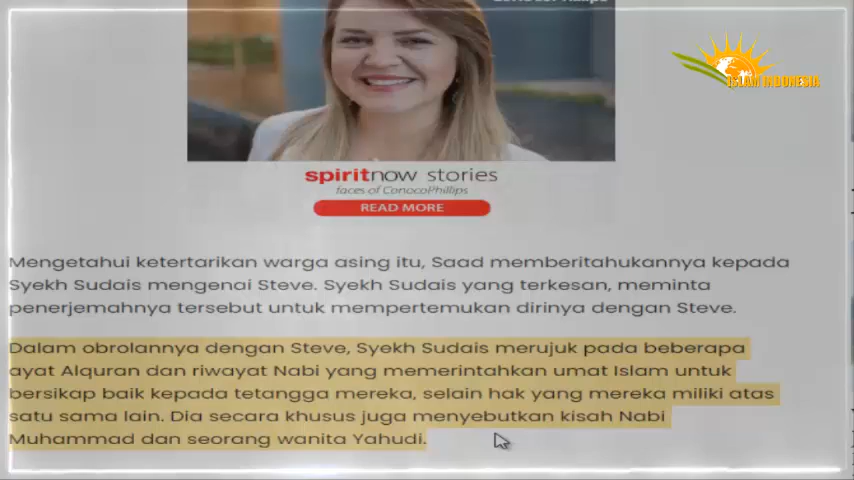 ISLAM INDONESIA
spiritnow stories
faces of ConocoPhillips
READ MORE
Mengetahui ketertarikan warga asing itu, Saad memberitahukannya kepada
Syekh Sudais mengenai Steve. Syekh Sudais yang terkesan, meminta
penerjemahnya tersebut untuk mempertemukan dirinya dengan Steve.
Dalam obrolannya dengan Steve, Syekh Sudais merujuk pada beberapa
ayat Alquran dan riwayat Nabi yang memerintahkan umat Islam untuk
bersikap baik kepada tetangga mereka, selain hak yang mereka miliki atas
satu sama lain. Dia secara khusus juga menyebutkan kisah Nabi
Muhammad dan seorang wanita Yahudi.